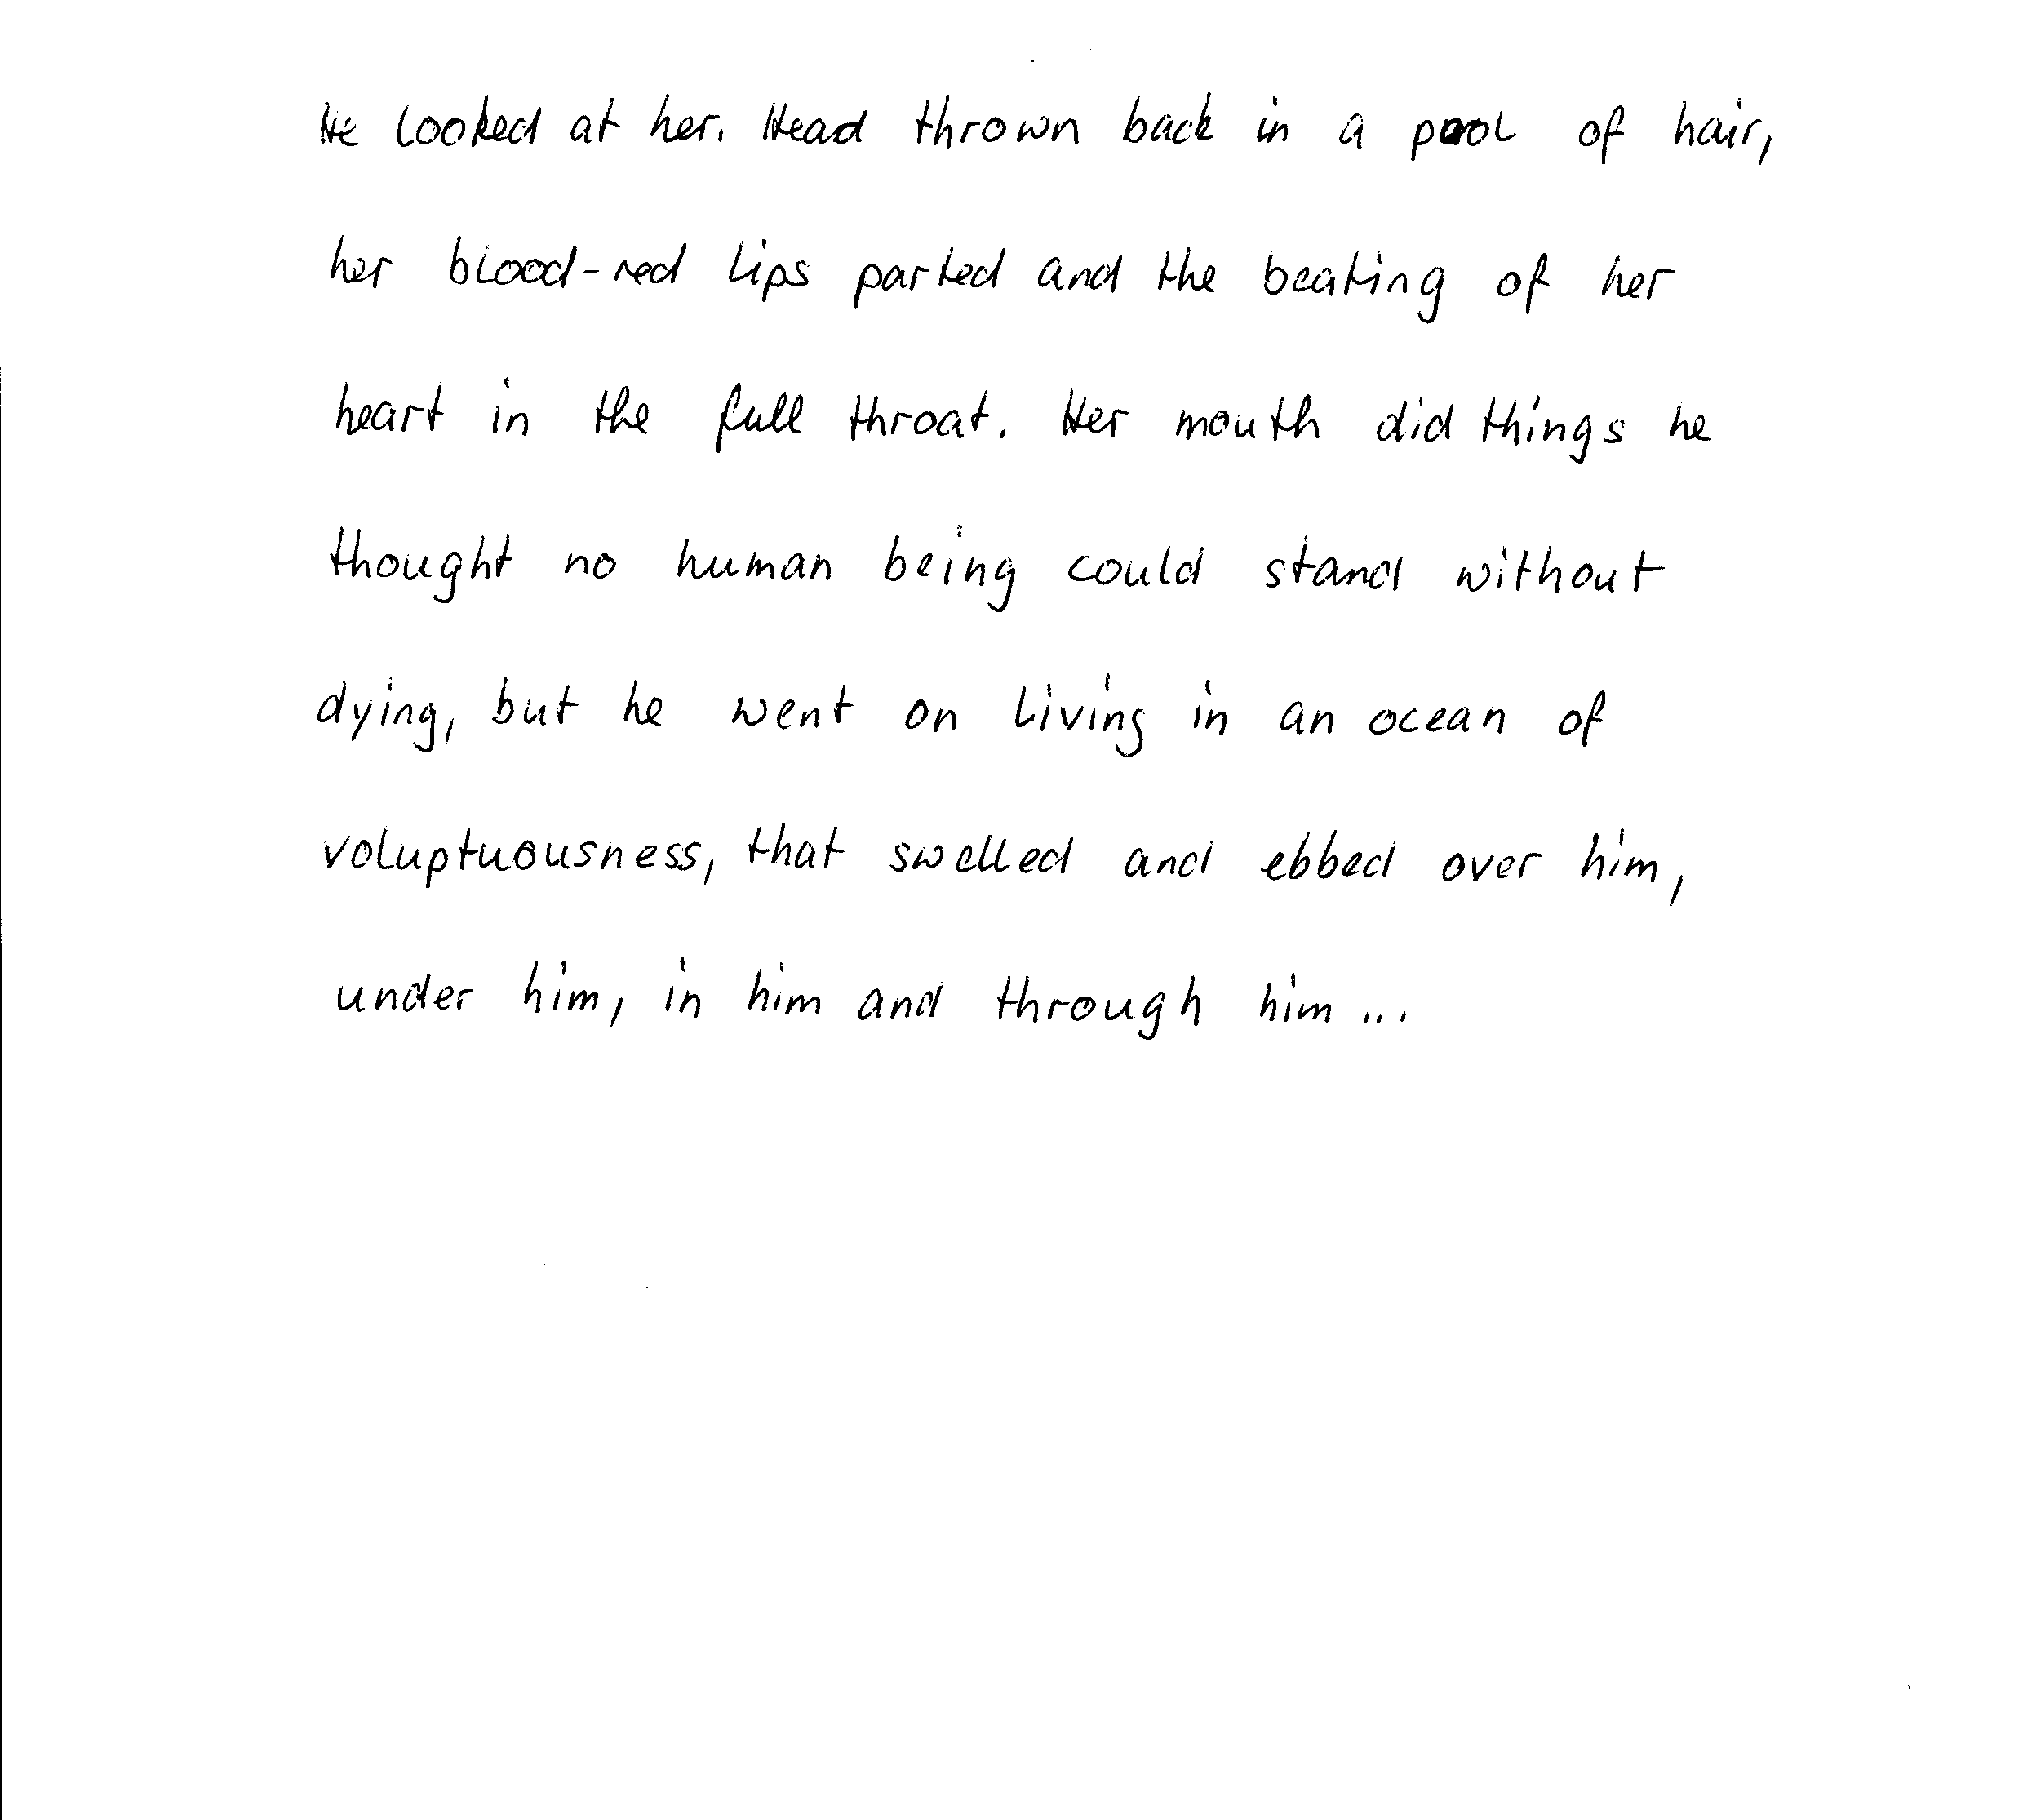 He looked at her. Head thrown back in a pool of hair,
her blood-red lips parted and the beating of her
heart in the full throat. Her mouth did things he
thought no human being could stand without
dying, but he went on living in an ocean of
voluptuousness, that swelled and ebbed over him,
under him, in him and through him...